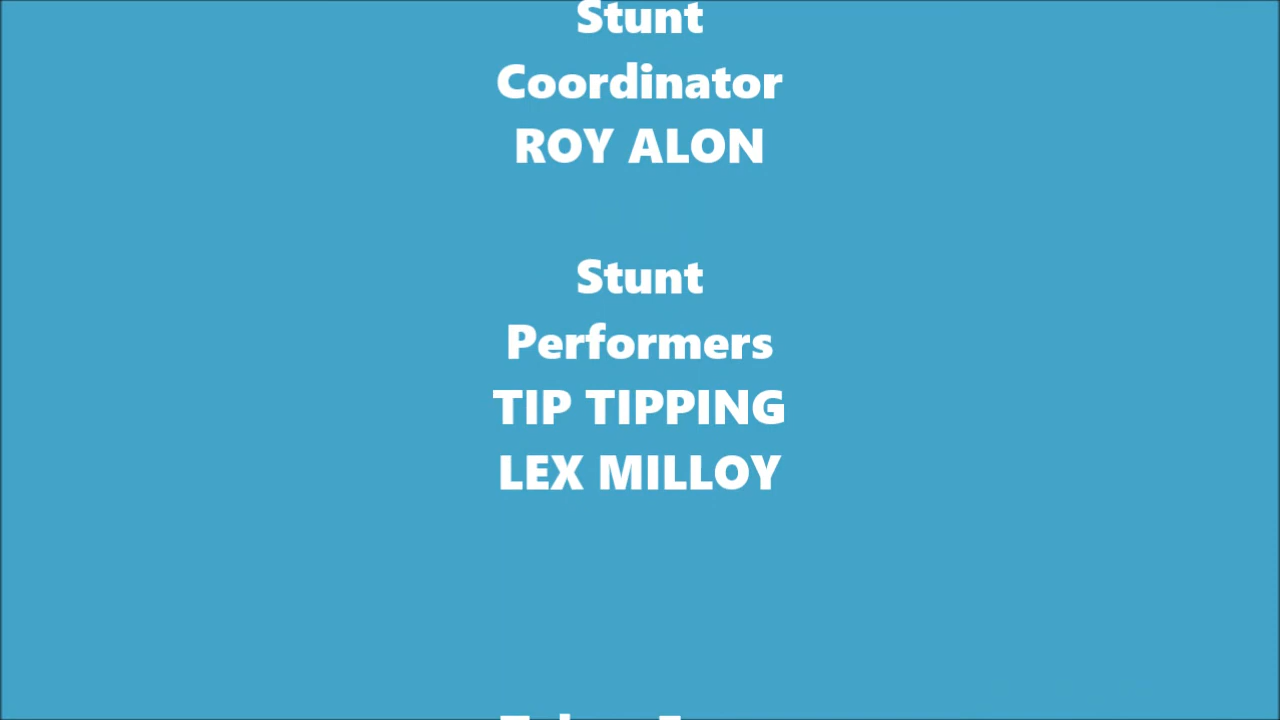 Stunt
Coordinator
ROY ALON
Stunt
Performers
TIP TIPPING
LEX MILLOY